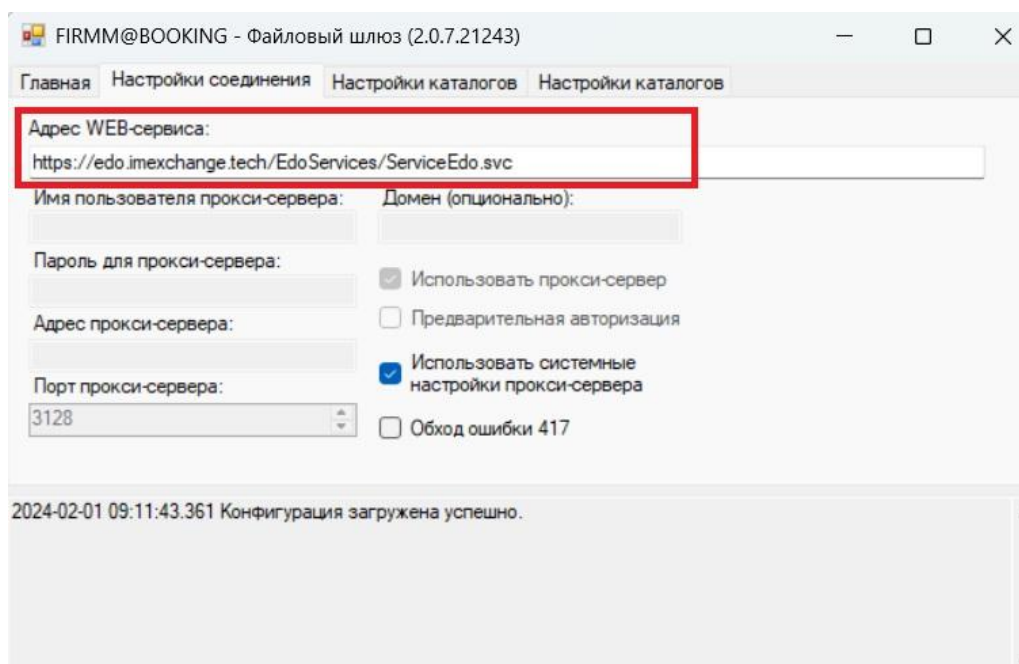 FIRMM@BOOKING - Файловый шлюз (2.0.7.21243)
Главная Настройки соединения Настройки каталогов Настройки каталогов
Адрес WEB-сервиса:
https://edo.imexchange.tech/EdoServices/ServiceEdo.svc
Имя пользователя прокси-сервера: Домен (опционально):
Пароль для прокси-сервера:
Использовать прокси-сервер
Адрес прокси-сервера:
Предварительная авторизация
Использовать системные
настройки прокси-сервера
Порт прокси-сервера:
3128
Обход ошибки 417
2024-02-01 09:11:43.361 Конфигурация загружена успешно.